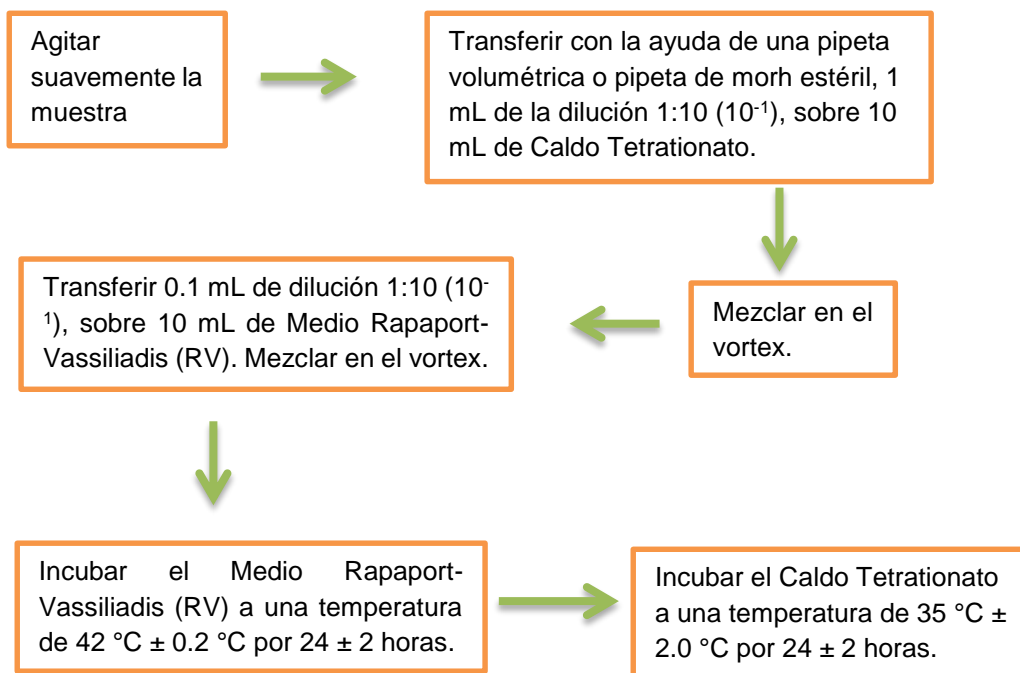 Agitar
suavemente la
muestra
Transferir con la ayuda de una pipeta
volumétrica o pipeta de morh estéril, 1
mL de la dilución 1:10 (10⁻¹), sobre 10
mL de Caldo Tetrationato.
Mezclar en el
vortex.
Transferir 0.1 mL de dilución 1:10 (10⁻
¹), sobre 10 mL de Medio Rapaport-
Vassiliadis (RV). Mezclar en el vortex.
Incubar el Medio Rapaport-
Vassiliadis (RV) a una temperatura
de 42 °C ± 0.2 °C por 24 ± 2 horas.
Incubar el Caldo Tetrationato
a una temperatura de 35 °C ±
2.0 °C por 24 ± 2 horas.